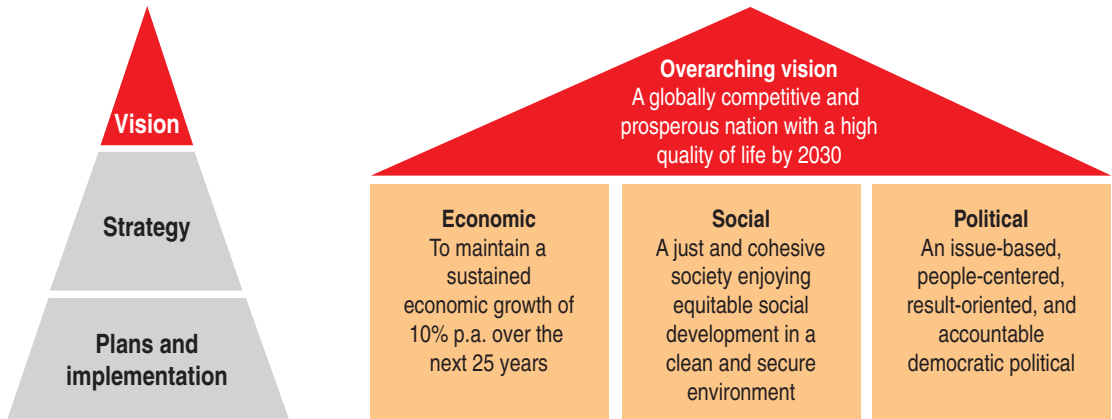 Vision
Strategy
Plans and
implementation
Overarching vision
A globally competitive and
prosperous nation with a high
quality of life by 2030
Economic
To maintain a
sustained
economic growth of
10% p.a. over the
next 25 years
Social
A just and cohesive
society enjoying
equitable social
development in a
clean and secure
environment
Political
An issue-based,
people-centered,
result-oriented, and
accountable
democratic political